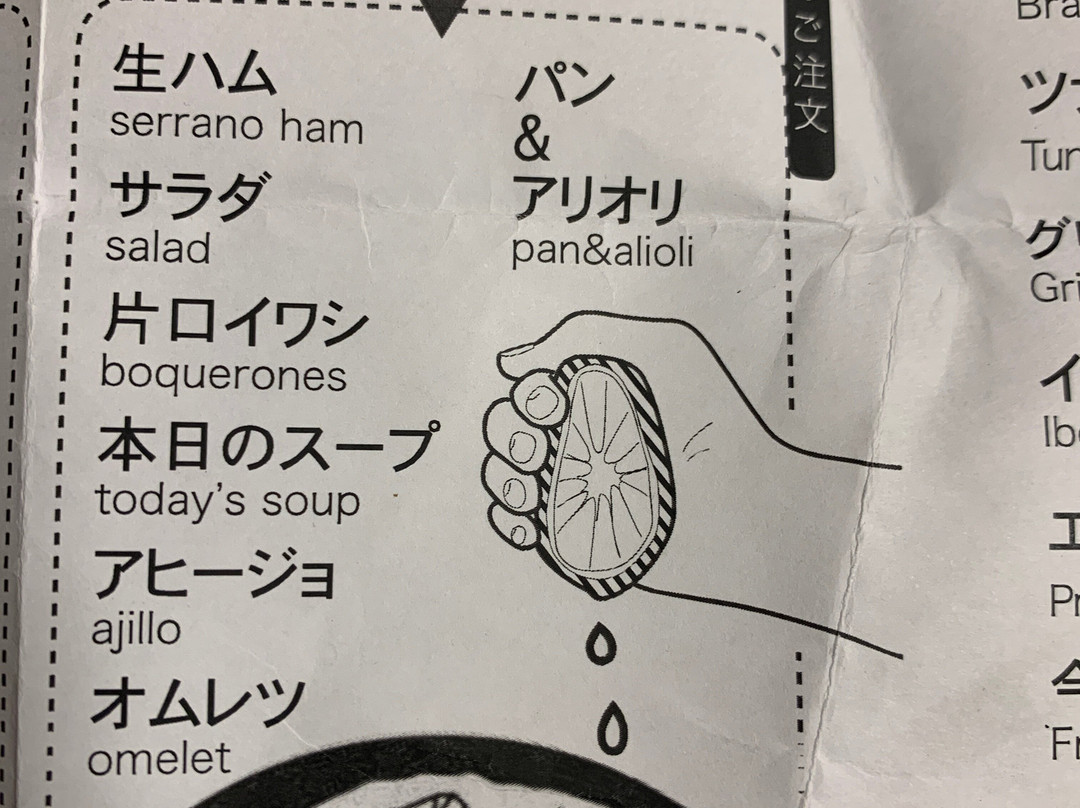 生ハム
serrano ham
サラダ
salad
片口イワシ
boquerones
本日のスープ
today's soup
アヒージョ
ajillo
オムレツ
omelet
パン
&
アリオリ
pan&alioli
ご注文